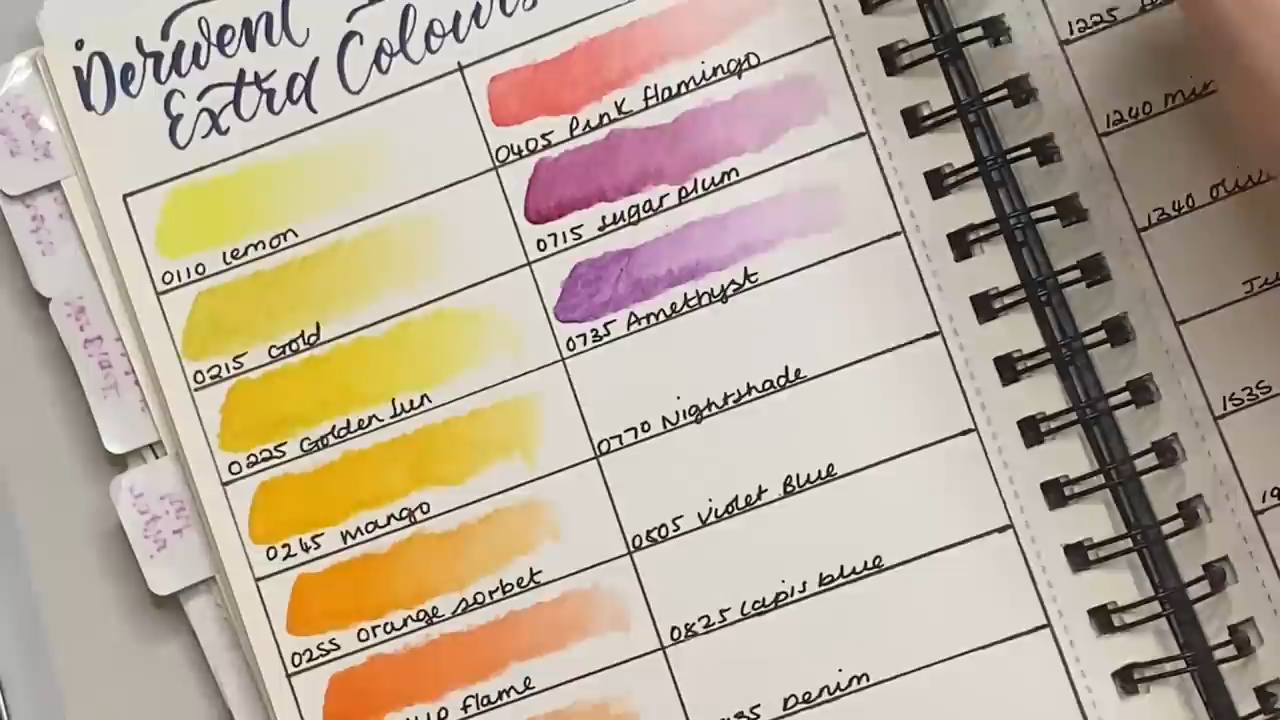 Derwent
Extra Colours
0110 Lemon
0215 Gold
0225 Golden Sun
0245 mango
0255 orange sorbet
flame
0405 Pink flamingo
0715 sugar plum
0735 Amethyst
0770 Nightshade
0805 violet Blue
0825 Lapis blue
Denim
1225
1240
1340
1535